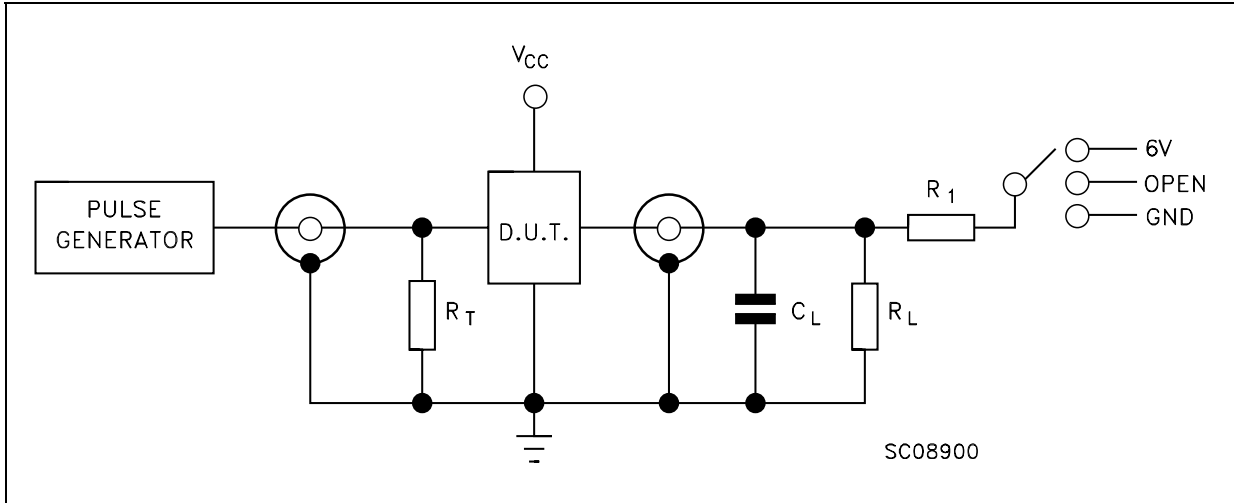 VCC
PULSE
GENERATOR
D.U.T.
RT
CL
RL
R1
6V
OPEN
GND
SC08900